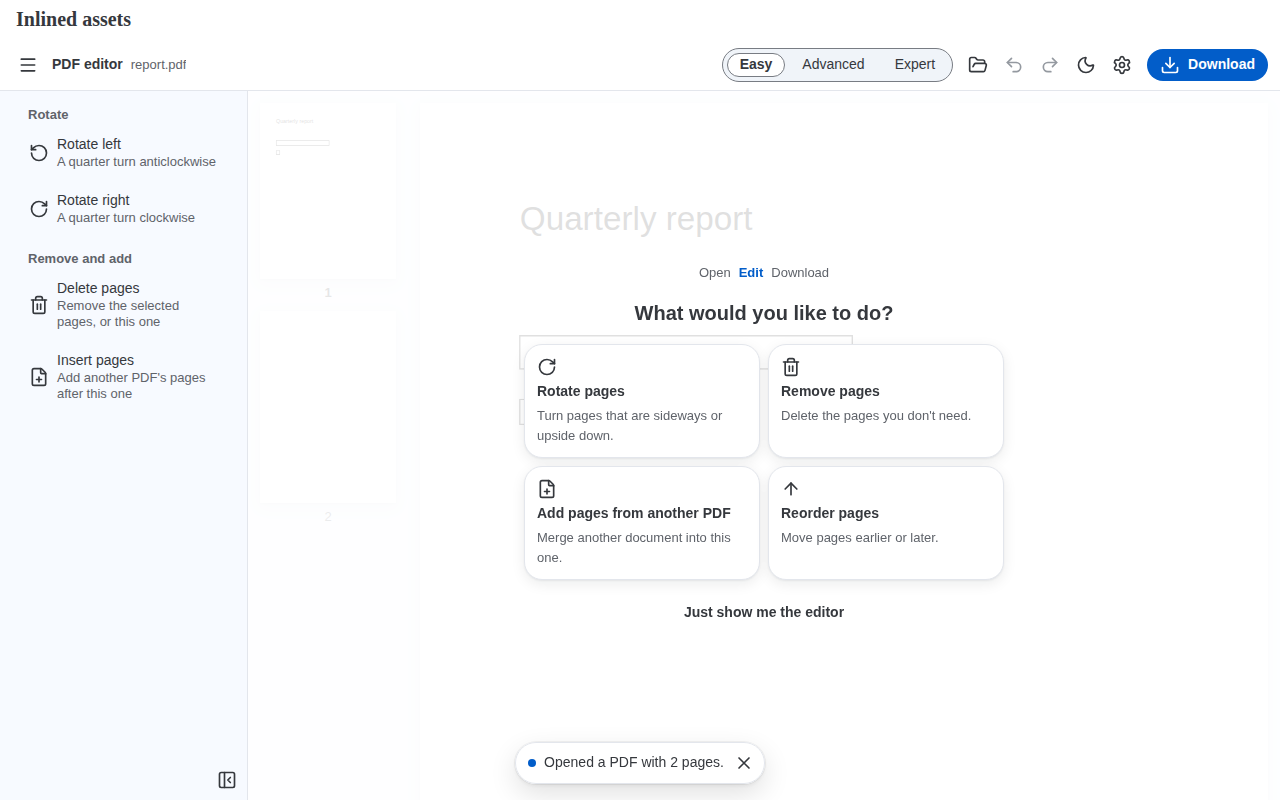 Inlined assets
PDF editor report.pdf
Easy Advanced Expert
Download
Rotate
Rotate left
A quarter turn anticlockwise
Rotate right
A quarter turn clockwise
Remove and add
Delete pages
Remove the selected
pages, or this one
Insert pages
Add another PDF's pages
after this one
Quarterly report
1
2
Quarterly report
Open Edit Download
What would you like to do?
Rotate pages
Turn pages that are sideways or
upside down.
Remove pages
Delete the pages you don't need.
Add pages from another PDF
Merge another document into this
one.
Reorder pages
Move pages earlier or later.
Just show me the editor
Opened a PDF with 2 pages.